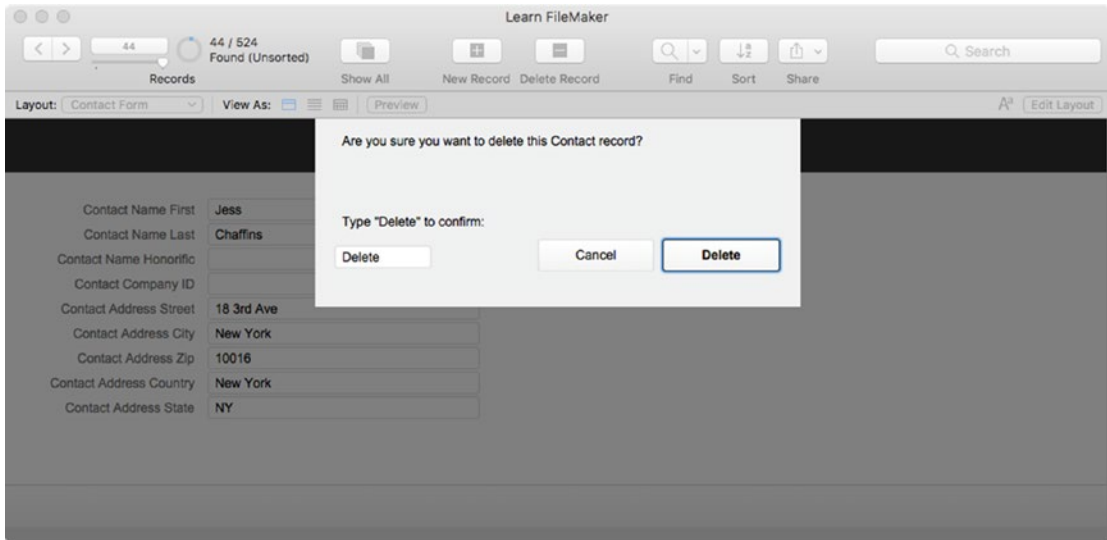 Learn FileMaker
44
44 / 524
Found (Unsorted)
Records
Show All
New Record
Delete Record
Find
Sort
Share
Search
Layout:
Contact Form
View As:
Preview
Aa
Edit Layout
Are you sure you want to delete this Contact record?
Type "Delete" to confirm:
Delete
Cancel
Delete
Contact Name First
Jess
Contact Name Last
Chaffins
Contact Name Honorific
Contact Company ID
Contact Address Street
18 3rd Ave
Contact Address City
New York
Contact Address Zip
10016
Contact Address Country
New York
Contact Address State
NY